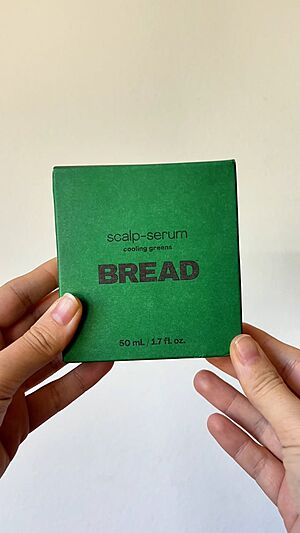 scalp-serum
cooling greens
BREAD
50 mL / 1.7 fl. oz.